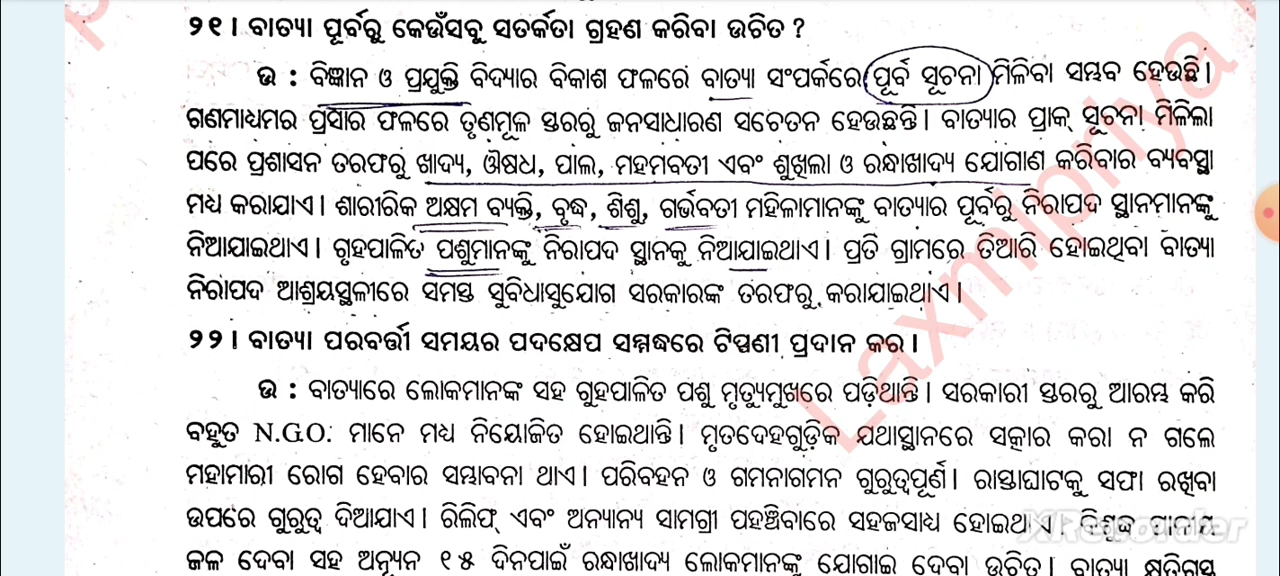 ୨୧। ବାତ୍ୟା ପୂର୍ବରୁ କେଉଁସବୁ ସତର୍କତା ଗ୍ରହଣ କରିବା ଉଚିତ ?
ଉ : ବିଜ୍ଞାନ ଓ ପ୍ରଯୁକ୍ତି ବିଦ୍ୟାର ବିକାଶ ଫଳରେ ବାତ୍ୟା ସଂପର୍କରେ ପୂର୍ବ ସୂଚନା ମିଳିବା ସମ୍ଭବ ହେଉଛି।
ଗଣମାଧ୍ୟମର ପ୍ରସାର ଫଳରେ ତୃଣମୂଳ ସ୍ତରରୁ ଜନସାଧାରଣ ସଚେତନ ହେଉଛନ୍ତି। ବାତ୍ୟାର ପ୍ରାକ୍ ସୂଚନା ମିଳିଲା
ପରେ ପ୍ରଶାସନ ତରଫରୁ ଖାଦ୍ୟ, ଔଷଧ, ପାଲ, ମହମବତୀ ଏବଂ ଶୁଖିଲା ଓ ରନ୍ଧାଖାଦ୍ୟ ଯୋଗାଣ କରିବାର ବ୍ୟବସ୍ଥା
ମଧ୍ୟ କରାଯାଏ। ଶାରୀରିକ ଅକ୍ଷମ ବ୍ୟକ୍ତି, ବୃଦ୍ଧ, ଶିଶୁ, ଗର୍ଭବତୀ ମହିଳାମାନଙ୍କୁ ବାତ୍ୟାର ପୂର୍ବରୁ ନିରାପଦ ସ୍ଥାନମାନଙ୍କୁ
ନିଆଯାଇଥାଏ। ଗୃହପାଳିତ ପଶୁମାନଙ୍କୁ ନିରାପଦ ସ୍ଥାନକୁ ନିଆଯାଇଥାଏ। ପ୍ରତି ଗ୍ରାମରେ ତିଆରି ହୋଇଥିବା ବାତ୍ୟା
ନିରାପଦ ଆଶ୍ରୟସ୍ଥଳୀରେ ସମସ୍ତ ସୁବିଧାସୁଯୋଗ ସରକାରଙ୍କ ତରଫରୁ କରାଯାଇଥାଏ।
୨୨। ବାତ୍ୟା ପରବର୍ତ୍ତୀ ସମୟର ପଦକ୍ଷେପ ସମ୍ବନ୍ଧରେ ଟିପ୍ପଣୀ ପ୍ରଦାନ କର।
ଉ : ବାତ୍ୟାରେ ଲୋକମାନଙ୍କ ସହ ଗୃହପାଳିତ ପଶୁ ମୃତ୍ୟୁମୁଖରେ ପଡ଼ିଥାନ୍ତି। ସରକାରୀ ସ୍ତରରୁ ଆରମ୍ଭ କରି
ବହୁତ N.GO. ମାନେ ମଧ୍ୟ ନିୟୋଜିତ ହୋଇଥାନ୍ତି। ମୃତଦେହଗୁଡ଼ିକ ଯଥାସ୍ଥାନରେ ସତ୍କାର କରା ନ ଗଲେ
ମହାମାରୀ ରୋଗ ହେବାର ସମ୍ଭାବନା ଥାଏ। ପରିବହନ ଓ ଗମନାଗମନ ଗୁରୁତ୍ୱପୂର୍ଣ୍ଣ। ରାସ୍ତାଘାଟକୁ ସଫା ରଖିବା
ଉପରେ ଗୁରୁତ୍ୱ ଦିଆଯାଏ। ରିଲିଫ୍ ଏବଂ ଅନ୍ୟାନ୍ୟ ସାମଗ୍ରୀ ପହଞ୍ଚିବାରେ ସହଜସାଧ୍ୟ ହୋଇଥାଏ। ବିଶୁଦ୍ଧ ପାନୀୟ
ଜଳ ଦେବା ସହ ଅନ୍ୟୂନ ୧୫ ଦିନପାଇଁ ରନ୍ଧାଖାଦ୍ୟ ଲୋକମାନଙ୍କୁ ଯୋଗାଇ ଦେବା ଉଚିତ। ବାତ୍ୟା କ୍ଷତିଗ୍ରସ୍ତ
Laxmipriya
XRecorder